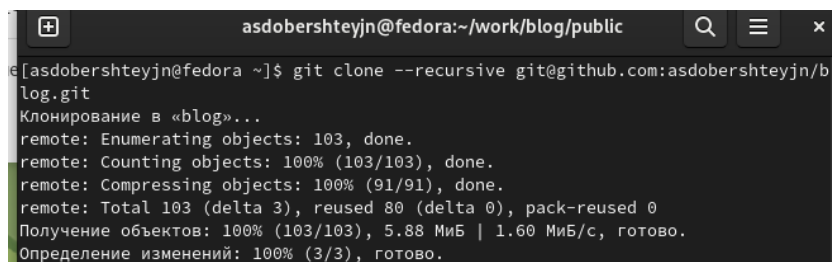 asdobershteyjn@fedora:~/work/blog/public
[asdobershteyjn@fedora ~]$ git clone --recursive git@github.com:asdobershteyjn/b
log.git
Клонирование в «blog»...
remote: Enumerating objects: 103, done.
remote: Counting objects: 100% (103/103), done.
remote: Compressing objects: 100% (91/91), done.
remote: Total 103 (delta 3), reused 80 (delta 0), pack-reused 0
Получение объектов: 100% (103/103), 5.88 МиБ | 1.60 МиБ/с, готово.
Определение изменений: 100% (3/3), готово.